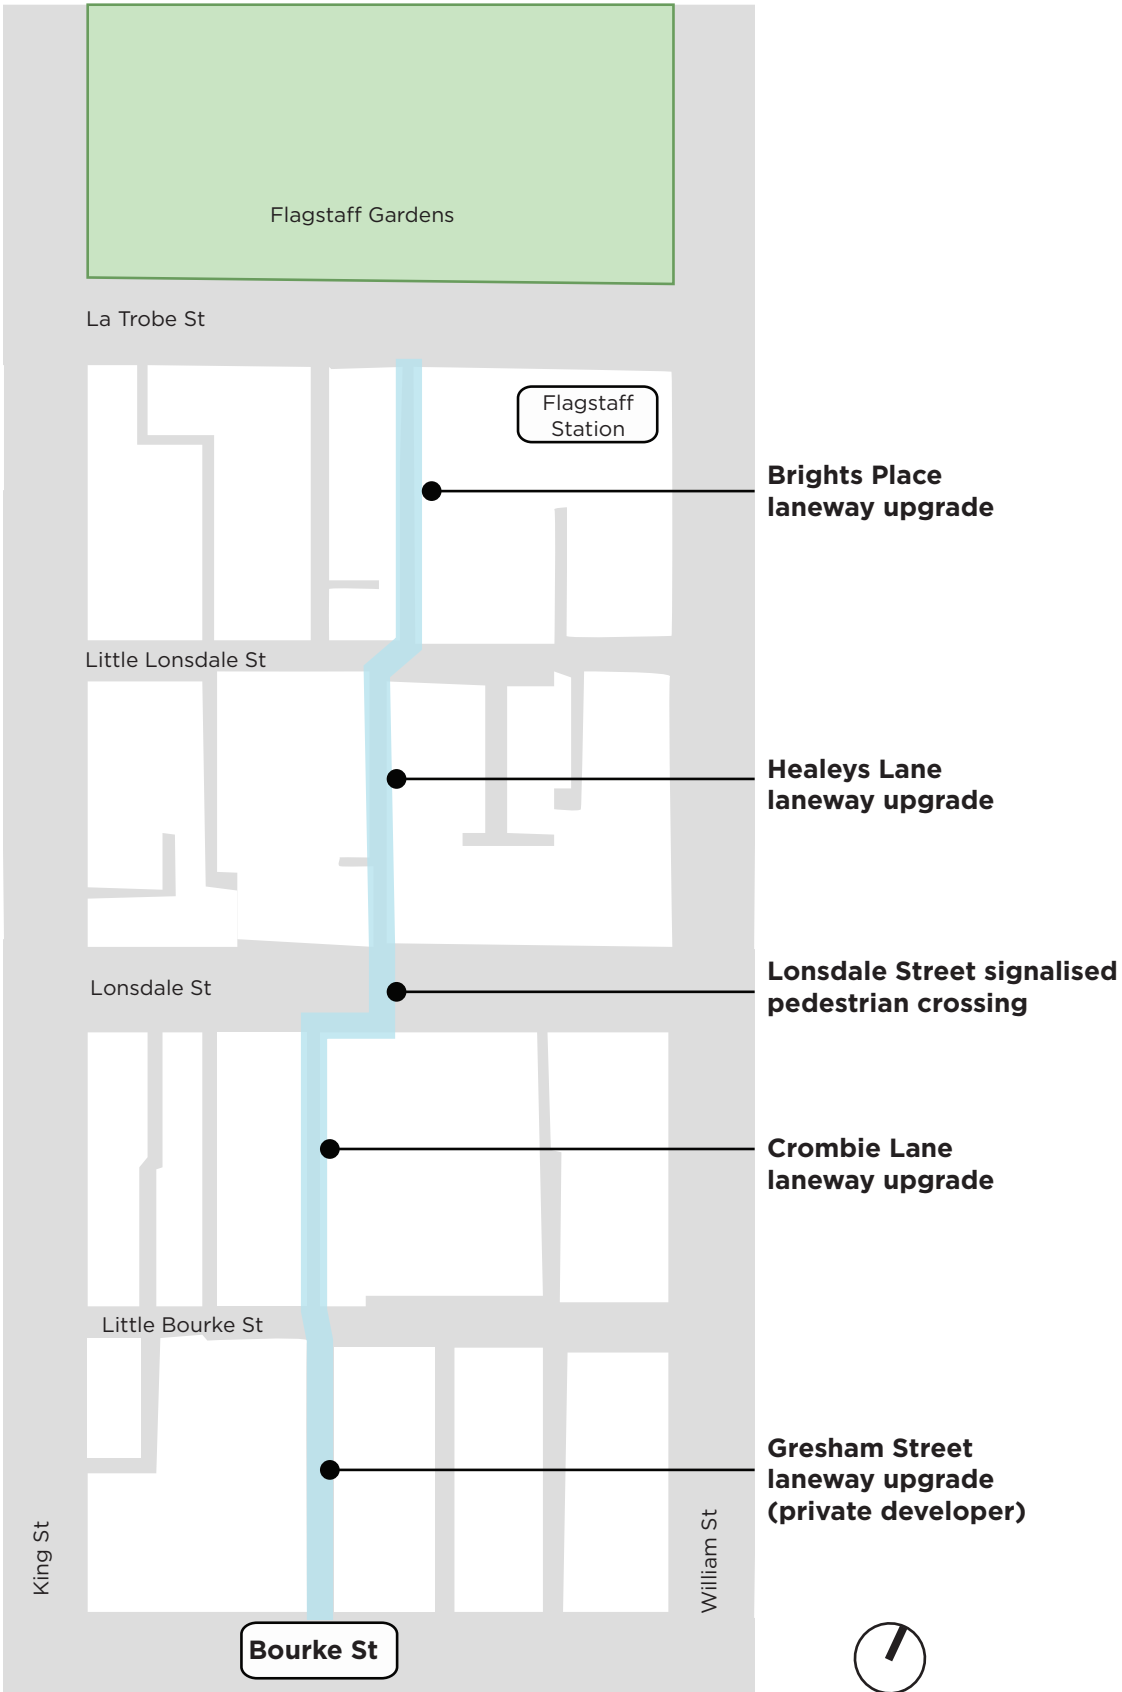 Flagstaff Gardens
La Trobe St
Flagstaff
Station
Brights Place
laneway upgrade
Little Lonsdale St
Healeys Lane
laneway upgrade
Lonsdale Street signalised
pedestrian crossing
Lonsdale St
Crombie Lane
laneway upgrade
Little Bourke St
Gresham Street
laneway upgrade
(private developer)
King St
William St
Bourke St